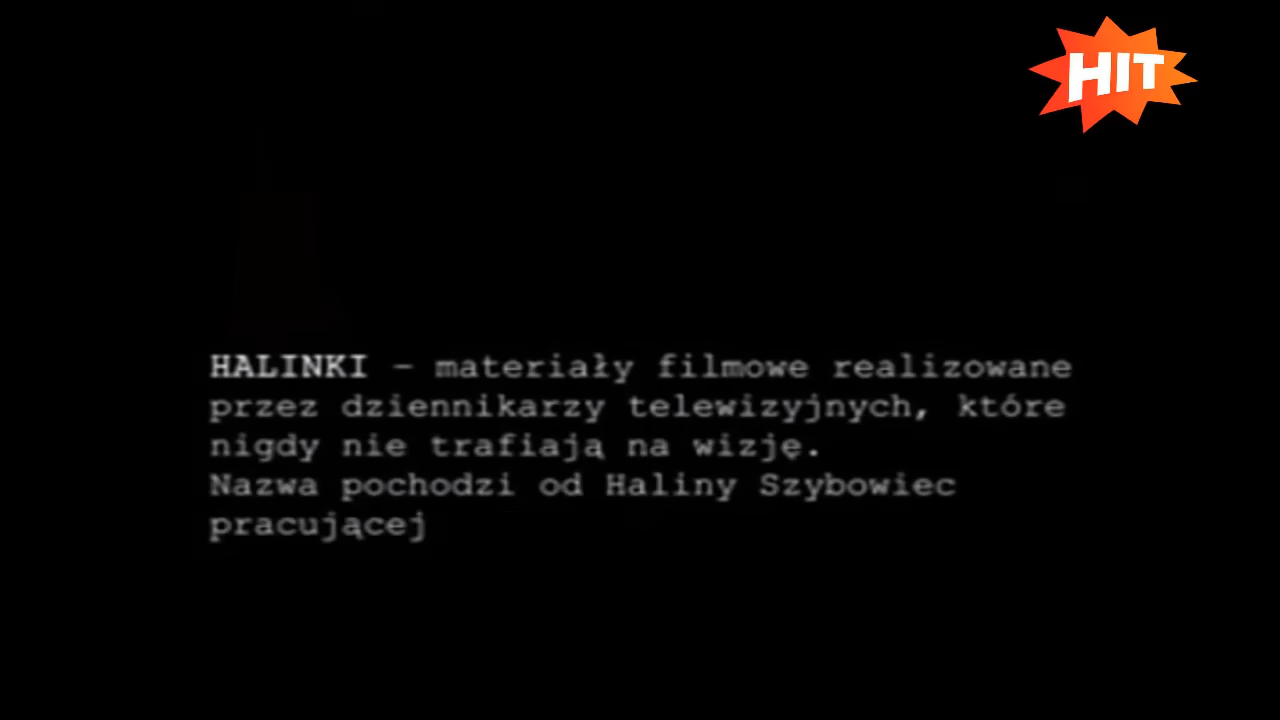 HIT
HALINKI – materiały filmowe realizowane
przez dziennikarzy telewizyjnych, które
nigdy nie trafiają na wizję.
Nazwa pochodzi od Haliny Szybowiec
pracującej